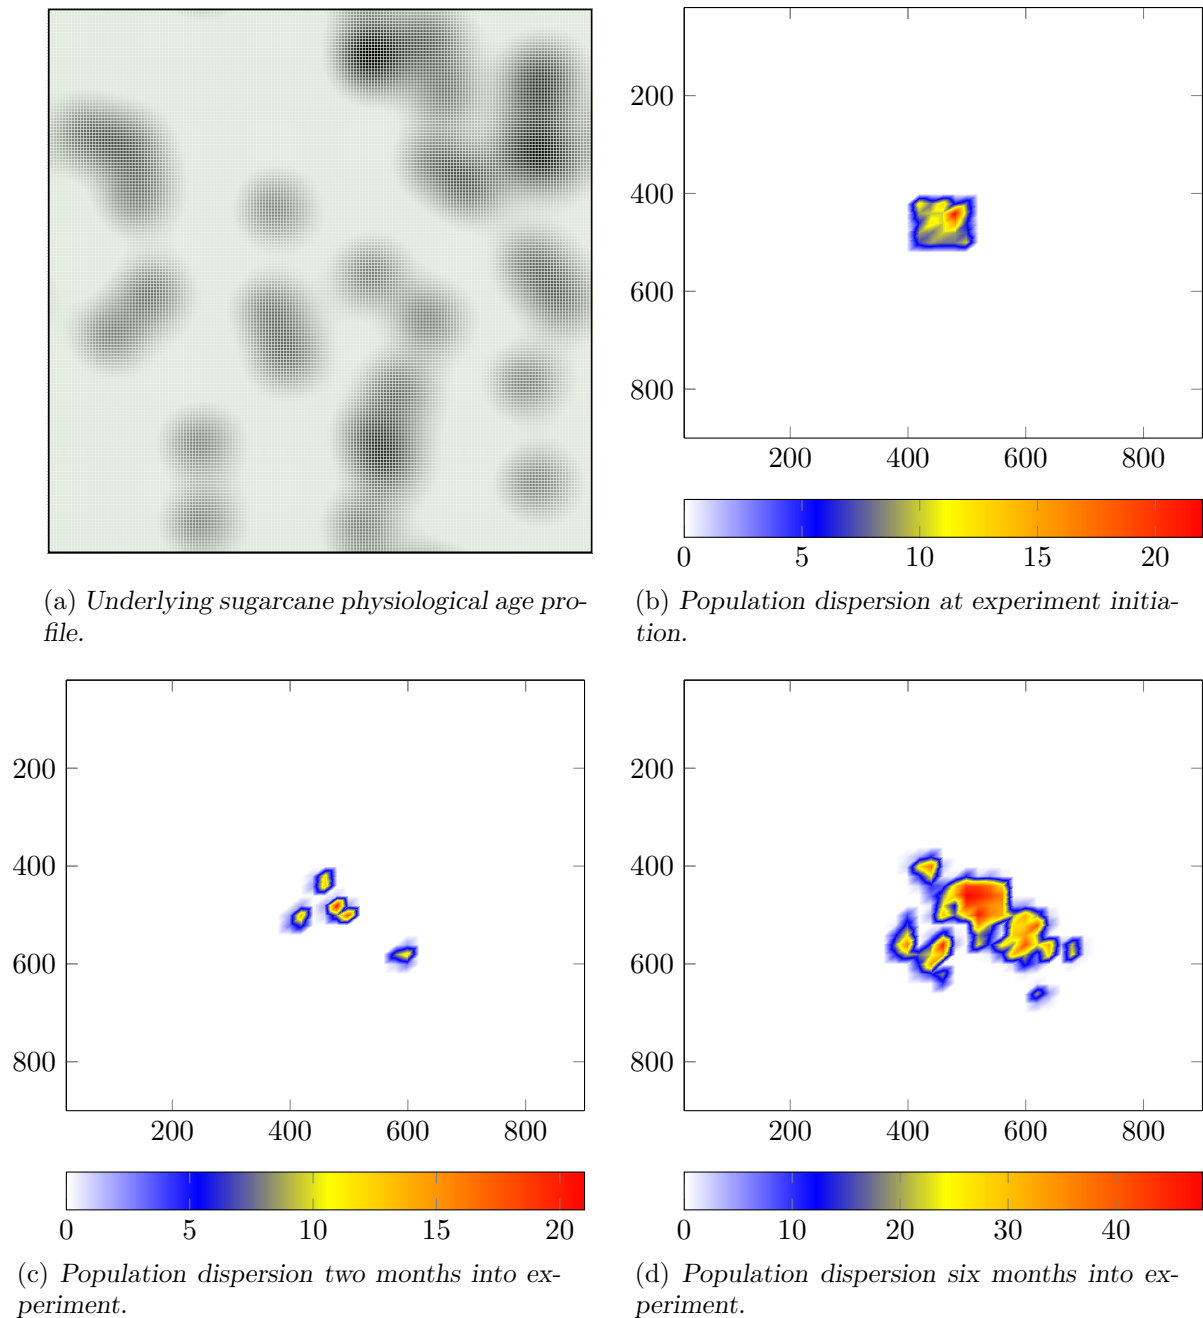 200
400
600
800
200 400 600 800
0 5 10 15 20
(a) Underlying sugarcane physiological age pro-
file.
(b) Population dispersion at experiment initia-
tion.
200
400
600
800
200 400 600 800
0 5 10 15 20
(c) Population dispersion two months into ex-
periment.
200
400
600
800
200 400 600 800
0 10 20 30 40
(d) Population dispersion six months into ex-
periment.